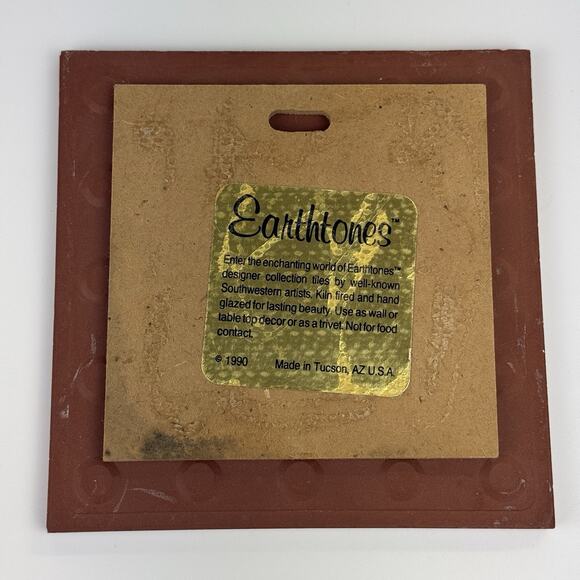 Earthtones™
Enter the enchanting world of Earthtones™
designer collection tiles by well-known
Southwestern artists. Kiln fired and hand
glazed for lasting beauty. Use as wall or
table top decor or as a trivet. Not for food
contact.
© 1990 Made in Tucson, AZ U.S.A.